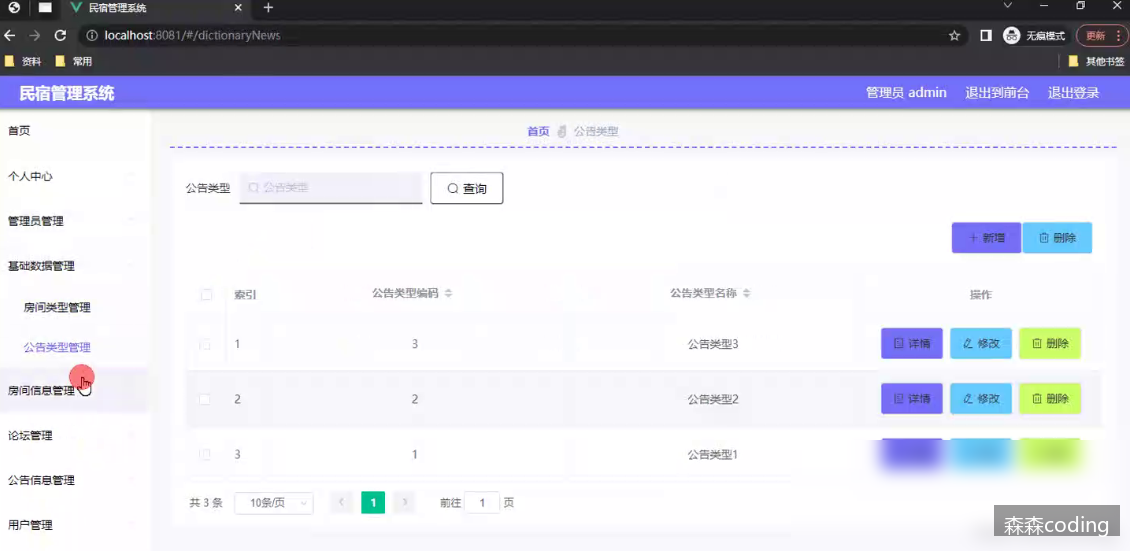 民宿管理系统
localhost:8081/#/dictionaryNews
无痕模式
更新
资料
常用
其他书签
民宿管理系统
管理员 admin
退出到前台
退出登录
首页
个人中心
管理员管理
基础数据管理
房间类型管理
公告类型管理
房间信息管理
论坛管理
公告信息管理
用户管理
首页
公告类型
公告类型
公告类型
查询
新增
删除
索引
公告类型编码
公告类型名称
操作
1
3
公告类型3
详情
修改
删除
2
2
公告类型2
详情
修改
删除
3
1
公告类型1
共 3 条
10条/页
1
前往 1 页
森森coding